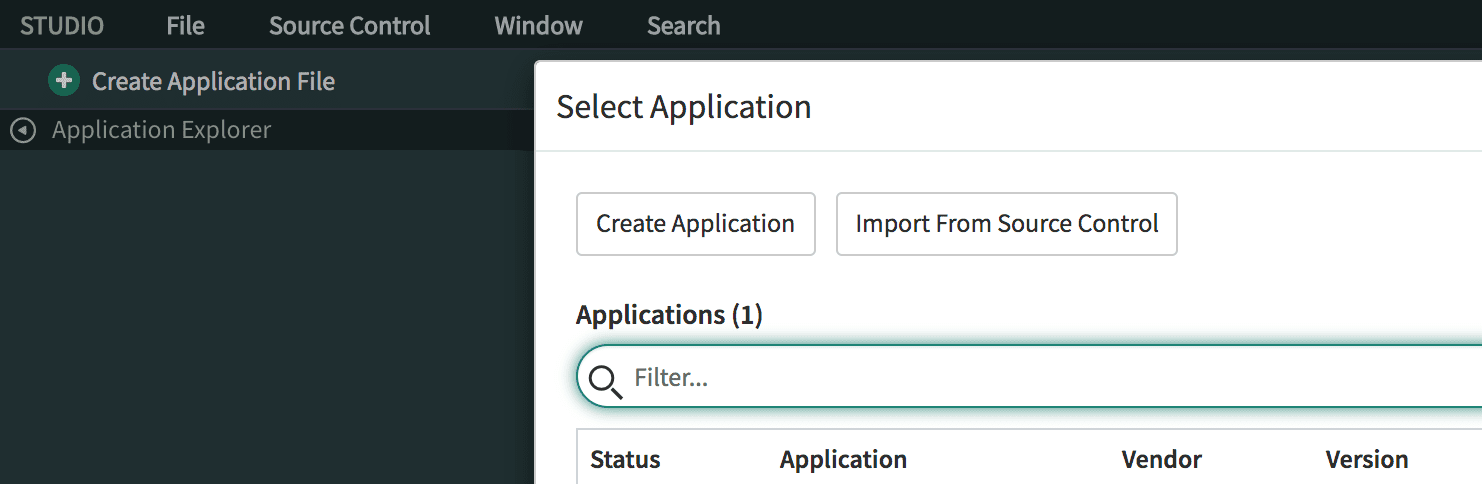 STUDIO File Source Control Window Search
Create Application File
Application Explorer
Select Application
Create Application Import From Source Control
Applications (1)
Filter...
Status Application Vendor Version